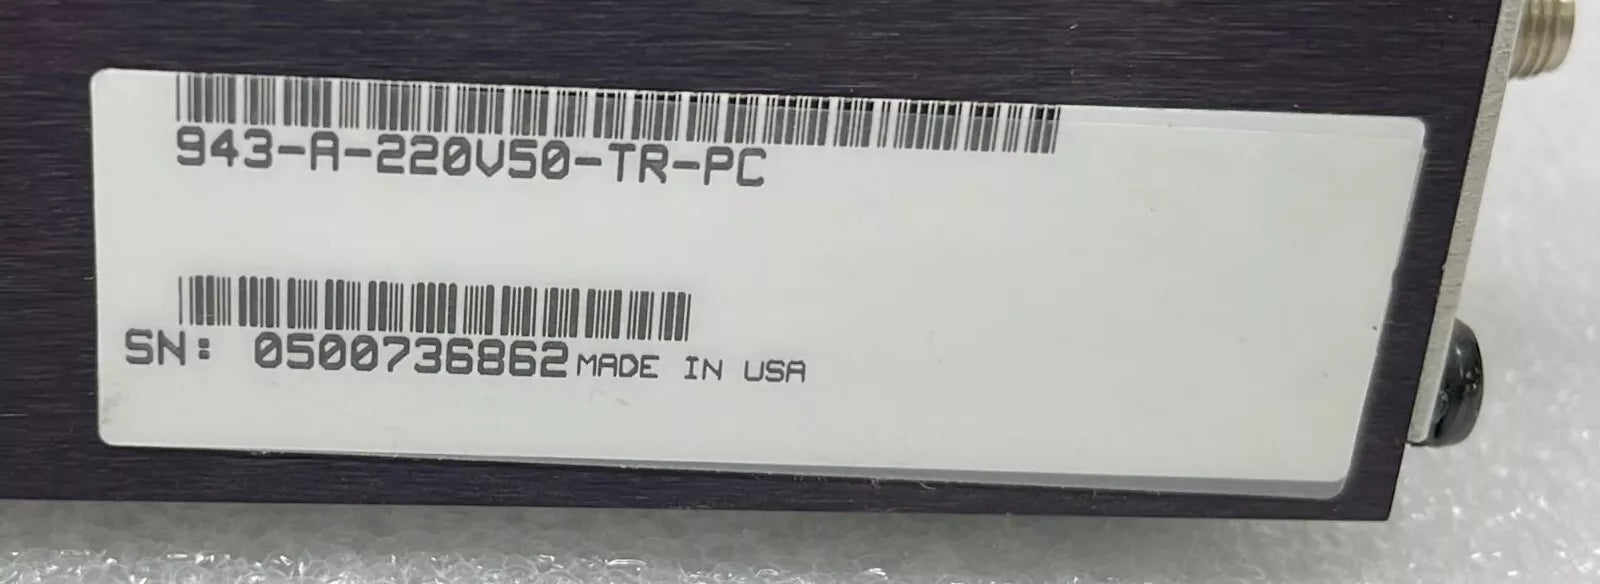 943-A-220V50-TR-PC
SN: 0500736862 MADE IN USA